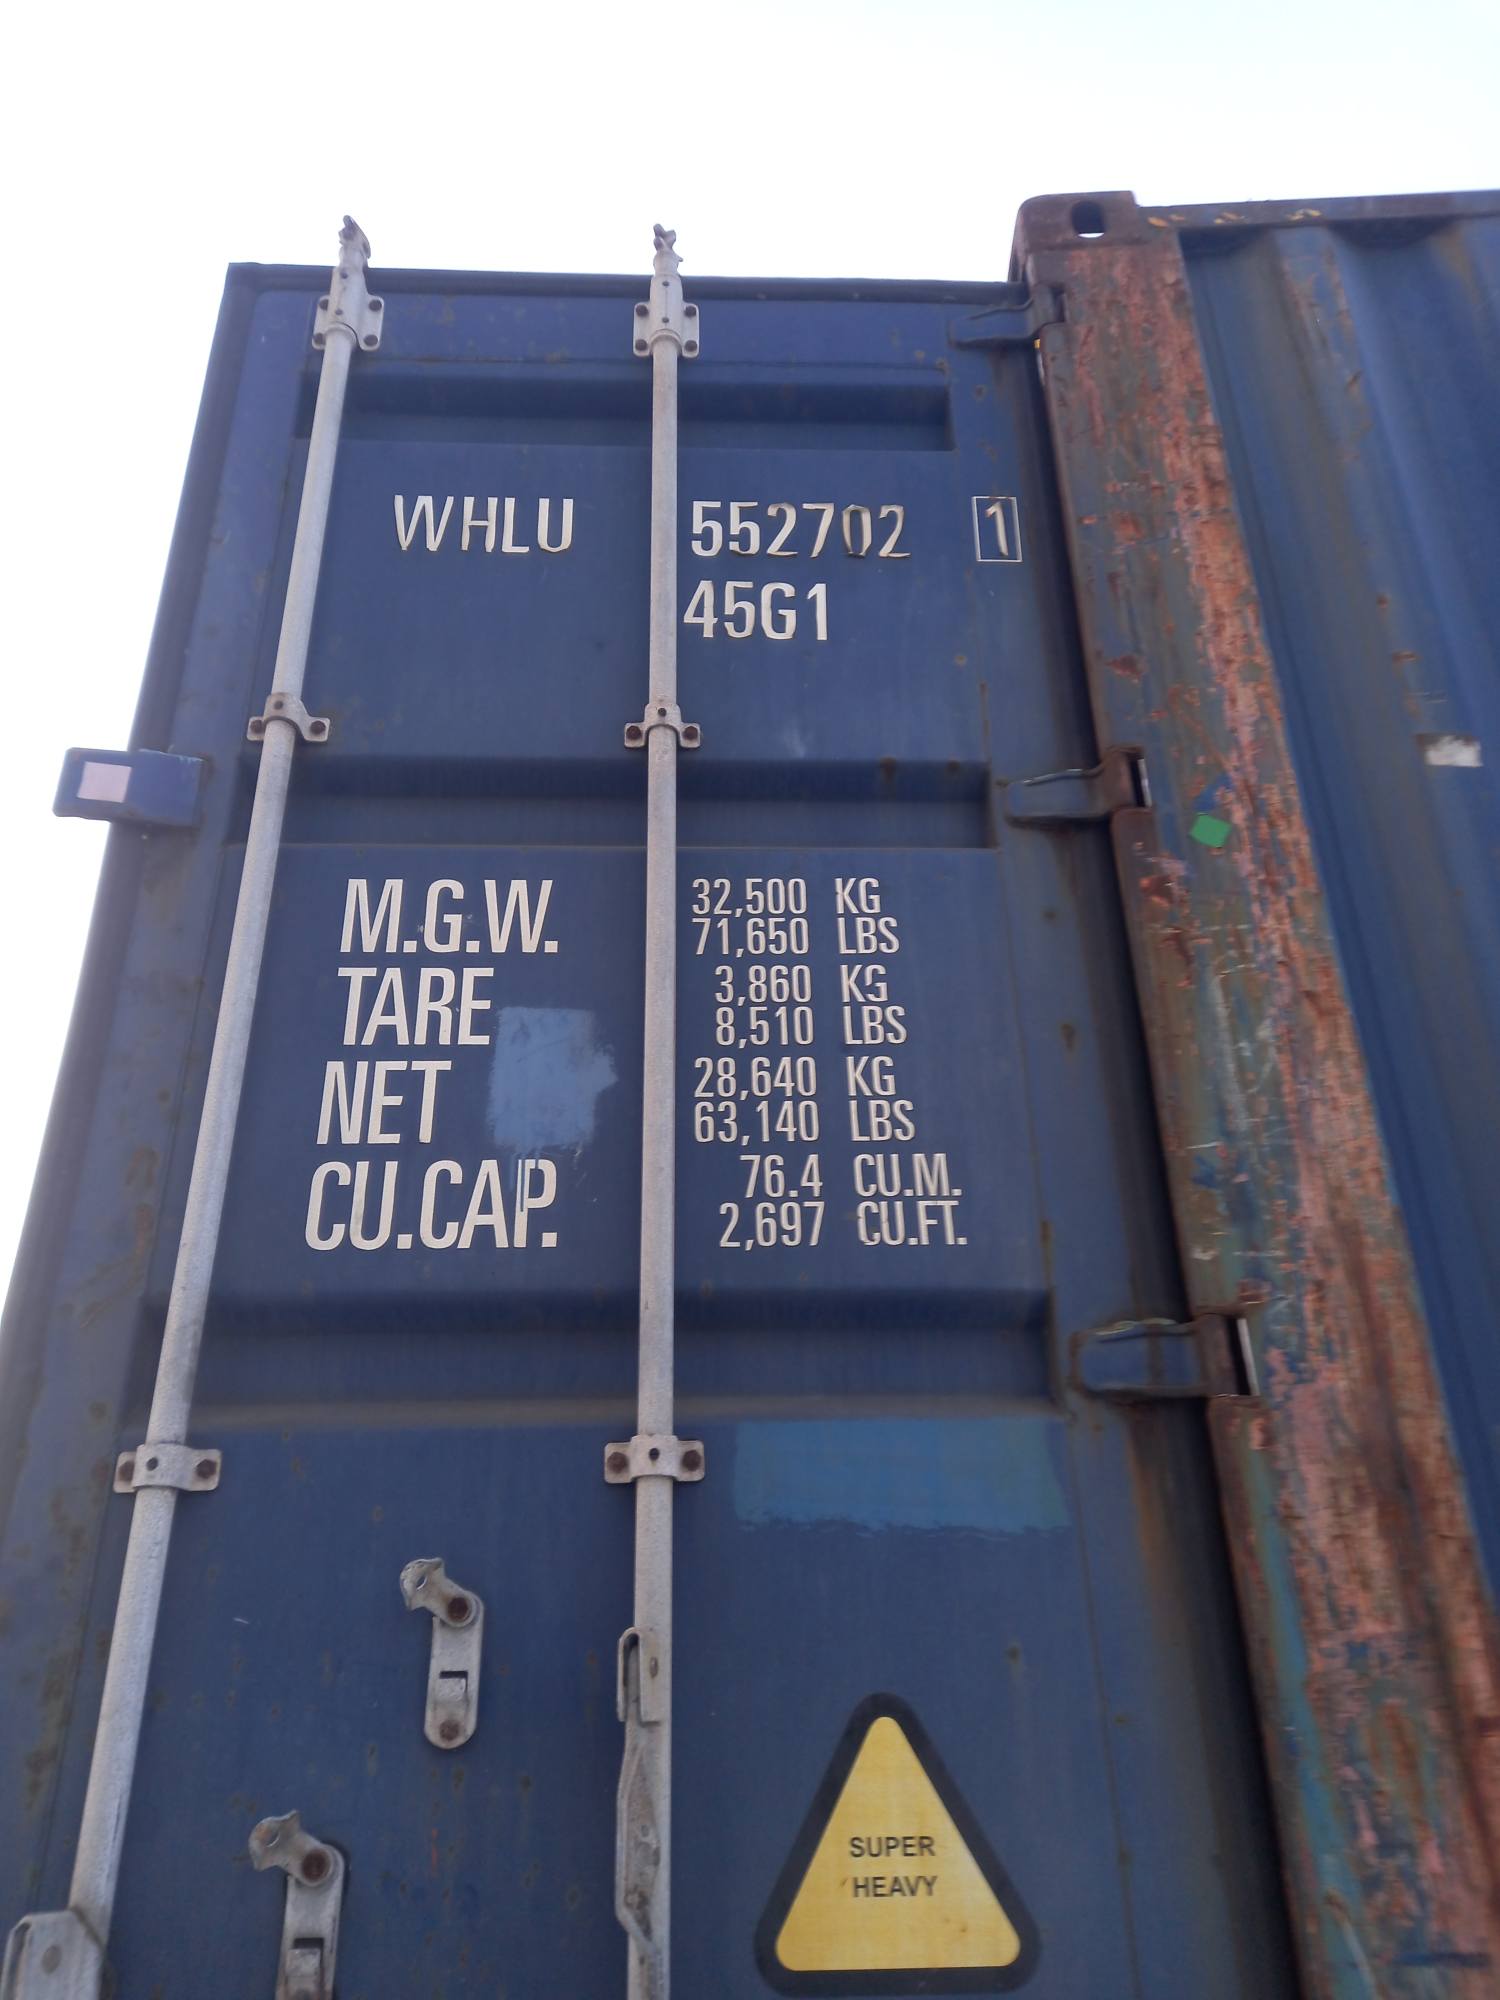 WHLU 552702 1
45G1
M.G.W. 32,500 KG
71,650 LBS
TARE 3,860 KG
8,510 LBS
NET 28,640 KG
63,140 LBS
CU.CAP. 76.4 CU.M.
2,697 CU.FT.
SUPER
HEAVY